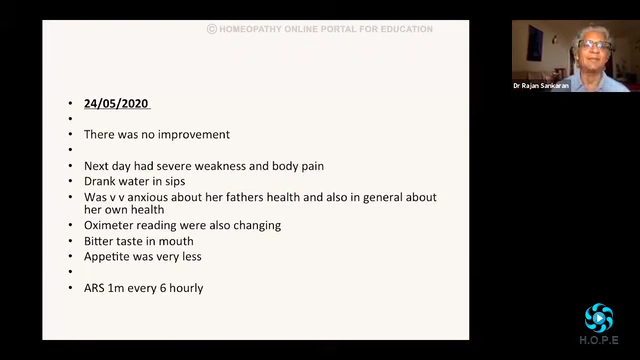 © HOMEOPATHY ONLINE PORTAL FOR EDUCATION
• 24/05/2020
•
• There was no improvement
•
• Next day had severe weakness and body pain
• Drank water in sips
• Was v v anxious about her fathers health and also in general about
her own health
• Oximeter reading were also changing
• Bitter taste in mouth
• Appetite was very less
•
• ARS 1m every 6 hourly
Dr Rajan Sankaran
H.O.P.E